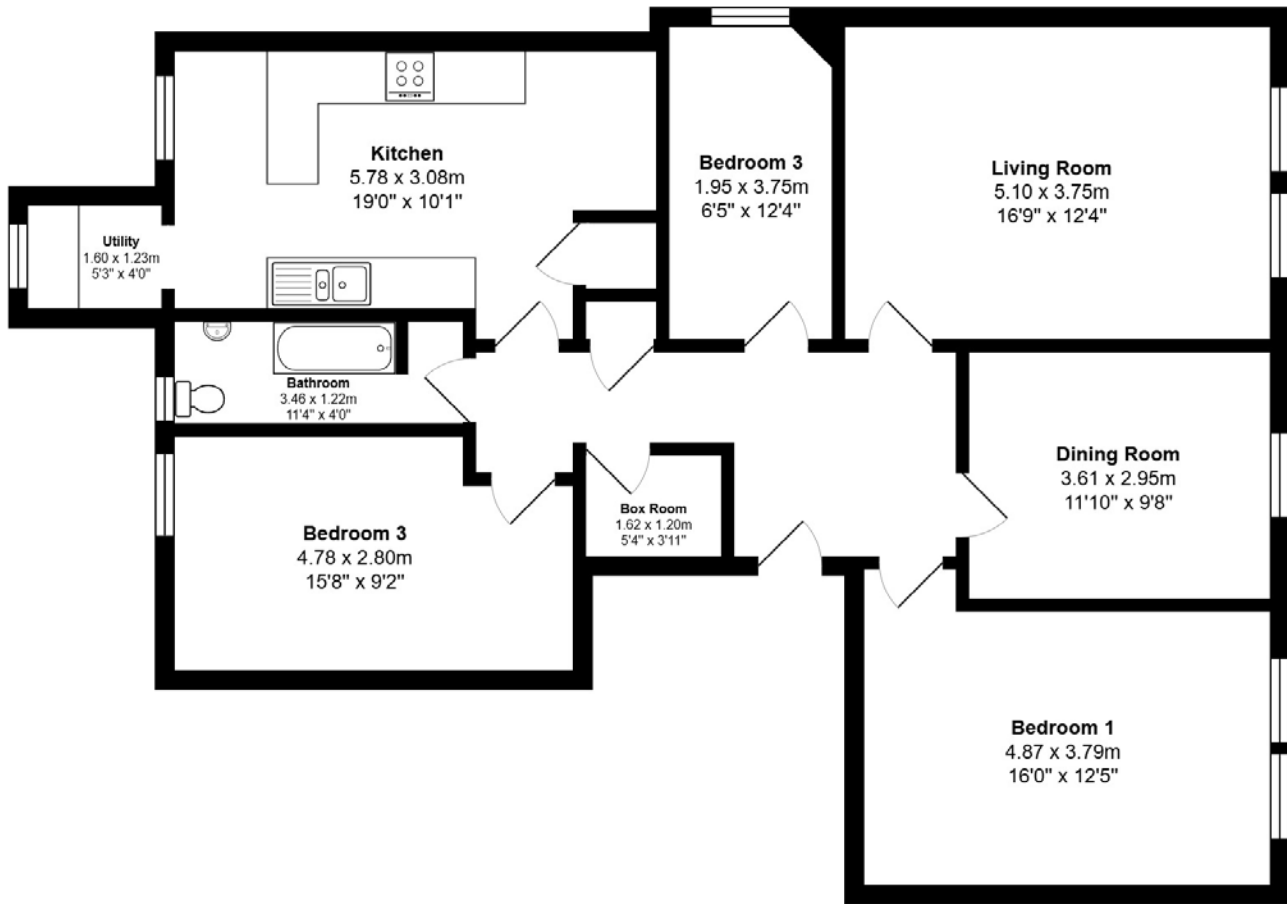 Kitchen
5.78 x 3.08m
19'0" x 10'1"
Bedroom 3
1.95 x 3.75m
6'5" x 12'4"
Living Room
5.10 x 3.75m
16'9" x 12'4"
Utility
1.60 x 1.23m
5'3" x 4'0"
Bathroom
3.46 x 1.22m
11'4" x 4'0"
Dining Room
3.61 x 2.95m
11'10" x 9'8"
Box Room
1.62 x 1.20m
5'4" x 3'11"
Bedroom 3
4.78 x 2.80m
15'8" x 9'2"
Bedroom 1
4.87 x 3.79m
16'0" x 12'5"